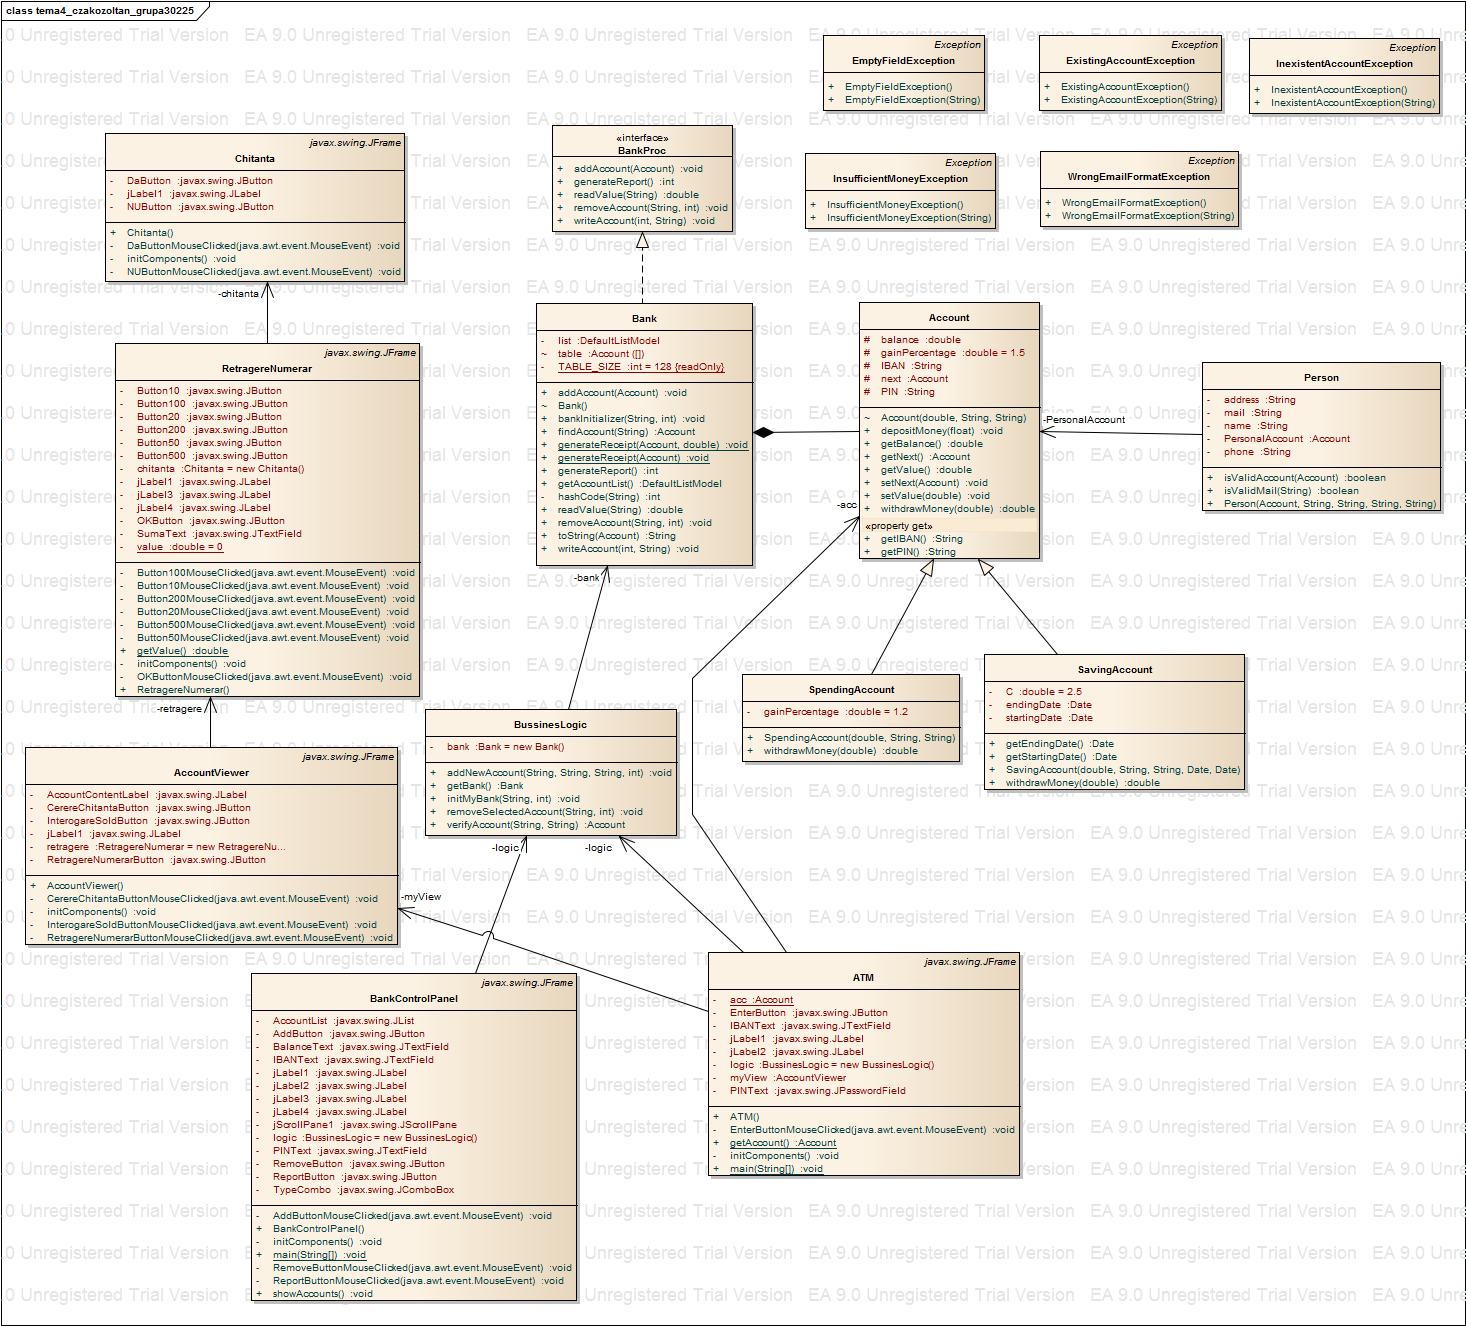 class tema4_czakozoltan_grupa30225
Exception
EmptyFieldException
+ EmptyFieldException()
+ EmptyFieldException(String)
Exception
ExistingAccountException
+ ExistingAccountException()
+ ExistingAccountException(String)
Exception
InexistentAccountException
+ InexistentAccountException()
+ InexistentAccountException(String)
javax.swing.JFrame
Chitanta
- DaButton :javax.swing.JButton
- jLabel1 :javax.swing.JLabel
- NUButton :javax.swing.JButton
+ Chitanta()
- DaButtonMouseClicked(java.awt.event.MouseEvent) :void
- initComponents() :void
- NUButtonMouseClicked(java.awt.event.MouseEvent) :void
-chitanta
«interface»
BankProc
+ addAccount(Account) :void
+ generateReport() :int
+ readValue(String) :double
+ removeAccount(String, int) :void
+ writeAccount(int, String) :void
Exception
InsufficientMoneyException
+ InsufficientMoneyException()
+ InsufficientMoneyException(String)
Exception
WrongEmailFormatException
+ WrongEmailFormatException()
+ WrongEmailFormatException(String)
javax.swing.JFrame
RetragereNumerar
- Button10 :javax.swing.JButton
- Button100 :javax.swing.JButton
- Button20 :javax.swing.JButton
- Button200 :javax.swing.JButton
- Button50 :javax.swing.JButton
- Button500 :javax.swing.JButton
- chitanta :Chitanta = new Chitanta()
- jLabel1 :javax.swing.JLabel
- jLabel3 :javax.swing.JLabel
- jLabel4 :javax.swing.JLabel
- OKButton :javax.swing.JButton
- SumaText :javax.swing.JTextField
- value :double = 0
- Button100MouseClicked(java.awt.event.MouseEvent) :void
- Button10MouseClicked(java.awt.event.MouseEvent) :void
- Button200MouseClicked(java.awt.event.MouseEvent) :void
- Button20MouseClicked(java.awt.event.MouseEvent) :void
- Button500MouseClicked(java.awt.event.MouseEvent) :void
- Button50MouseClicked(java.awt.event.MouseEvent) :void
+ getValue() :double
- initComponents() :void
- OKButtonMouseClicked(java.awt.event.MouseEvent) :void
+ RetragereNumerar()
-retragere
Bank
- list :DefaultListModel
~ table :Account ([])
- TABLE_SIZE :int = 128 {readOnly}
+ addAccount(Account) :void
~ Bank()
+ bankInitializer(String, int) :void
+ findAccount(String) :Account
+ generateReceipt(Account, double) :void
+ generateReceipt(Account) :void
+ generateReport() :int
+ getAccountList() :DefaultListModel
- hashCode(String) :int
+ readValue(String) :double
+ removeAccount(String, int) :void
+ toString(Account) :String
+ writeAccount(int, String) :void
-bank
Account
# balance :double
# gainPercentage :double = 1.5
# IBAN :String
# next :Account
# PIN :String
~ Account(double, String, String)
+ depositMoney(float) :void
+ getBalance() :double
+ getNext() :Account
+ getValue() :double
+ setNext(Account) :void
+ setValue(double) :void
+ withdrawMoney(double) :double
«property get»
+ getIBAN() :String
+ getPIN() :String
-acc
-PersonalAccount
Person
- address :String
- mail :String
- name :String
- PersonalAccount :Account
- phone :String
+ isValidAccount(Account) :boolean
+ isValidMail(String) :boolean
+ Person(Account, String, String, String, String)
SpendingAccount
- gainPercentage :double = 1.2
+ SpendingAccount(double, String, String)
+ withdrawMoney(double) :double
SavingAccount
- C :double = 2.5
- endingDate :Date
- startingDate :Date
+ getEndingDate() :Date
+ getStartingDate() :Date
+ SavingAccount(double, String, String, Date, Date)
+ withdrawMoney(double) :double
BussinesLogic
- bank :Bank = new Bank()
+ addNewAccount(String, String, String, int) :void
+ getBank() :Bank
+ initMyBank(String, int) :void
+ removeSelectedAccount(String, int) :void
+ verifyAccount(String, String) :Account
-logic
-logic
javax.swing.JFrame
AccountViewer
- AccountContentLabel :javax.swing.JLabel
- CerereChitantaButton :javax.swing.JButton
- InterogareSoldButton :javax.swing.JButton
- jLabel1 :javax.swing.JLabel
- retragere :RetragereNumerar = new RetragereNu...
- RetragereNumerarButton :javax.swing.JButton
+ AccountViewer()
- CerereChitantaButtonMouseClicked(java.awt.event.MouseEvent) :void
- initComponents() :void
- InterogareSoldButtonMouseClicked(java.awt.event.MouseEvent) :void
- RetragereNumerarButtonMouseClicked(java.awt.event.MouseEvent) :void
-myView
javax.swing.JFrame
BankControlPanel
- AccountList :javax.swing.JList
- AddButton :javax.swing.JButton
- BalanceText :javax.swing.JTextField
- IBANText :javax.swing.JTextField
- jLabel1 :javax.swing.JLabel
- jLabel2 :javax.swing.JLabel
- jLabel3 :javax.swing.JLabel
- jLabel4 :javax.swing.JLabel
- jScrollPane1 :javax.swing.JScrollPane
- logic :BussinesLogic = new BussinesLogic()
- PINText :javax.swing.JTextField
- RemoveButton :javax.swing.JButton
- ReportButton :javax.swing.JButton
- TypeCombo :javax.swing.JComboBox
- AddButtonMouseClicked(java.awt.event.MouseEvent) :void
+ BankControlPanel()
- initComponents() :void
+ main(String[]) :void
- RemoveButtonMouseClicked(java.awt.event.MouseEvent) :void
- ReportButtonMouseClicked(java.awt.event.MouseEvent) :void
+ showAccounts() :void
javax.swing.JFrame
ATM
- acc :Account
- EnterButton :javax.swing.JButton
- IBANText :javax.swing.JTextField
- jLabel1 :javax.swing.JLabel
- jLabel2 :javax.swing.JLabel
- logic :BussinesLogic = new BussinesLogic()
- myView :AccountViewer
- PINText :javax.swing.JPasswordField
+ ATM()
- EnterButtonMouseClicked(java.awt.event.MouseEvent) :void
+ getAccount() :Account
- initComponents() :void
+ main(String[]) :void